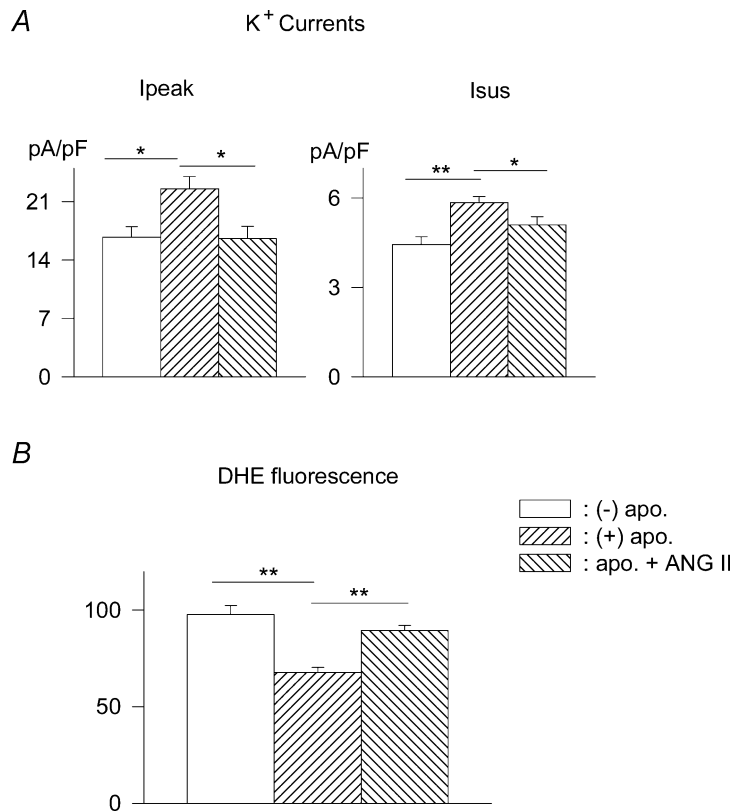 A
K+ Currents
Ipeak
Isus
pA/pF
* *
21
14
7
0
pA/pF
** *
6
3
0
B
DHE fluorescence
: (-) apo.
: (+) apo.
: apo. + ANG II
** **
100
50
0